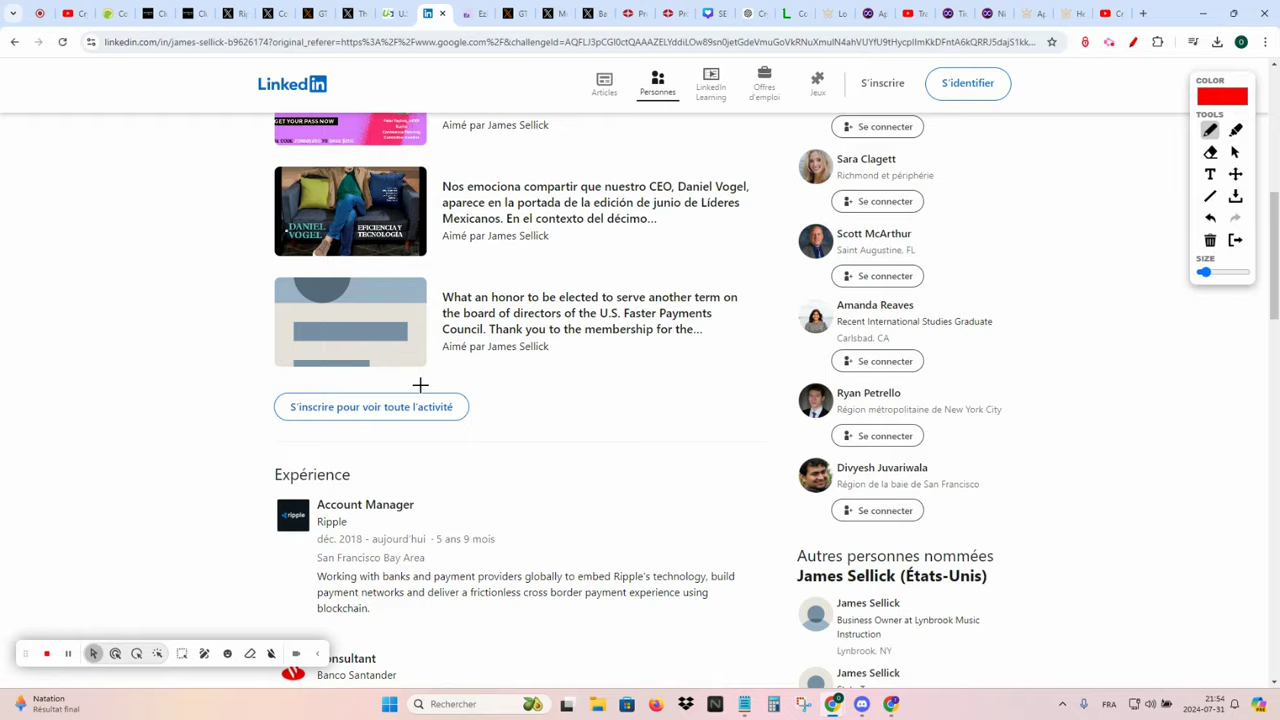 linkedin.com/in/james-sellick-b9626174?original_referer=https%3A%2F%2Fwww.google.com%2F&challengeId=
LinkedIn
Articles
Personnes
LinkedIn
Learning
Offres
d'emploi
Jeux
S'inscrire
S'identifier
COLOR
TOOLS
SIZE
GET YOUR PASS NOW
Aimé par James Sellick
DANIEL
VOGEL
EFICIENCIA Y
TECNOLOGÍA
Nos emociona compartir que nuestro CEO, Daniel Vogel,
aparece en la portada de la edición de junio de Líderes
Mexicanos. En el contexto del décimo…
Aimé par James Sellick
What an honor to be elected to serve another term on
the board of directors of the U.S. Faster Payments
Council. Thank you to the membership for the…
Aimé par James Sellick
S'inscrire pour voir toute l'activité
Expérience
ripple
Account Manager
Ripple
déc. 2018 - aujourd'hui · 5 ans 9 mois
San Francisco Bay Area
Working with banks and payment providers globally to embed Ripple's technology, build
payment networks and deliver a frictionless cross border payment experience using
blockchain.
onsultant
Banco Santander
Se connecter
Sara Clagett
Richmond et périphérie
Se connecter
Scott McArthur
Saint Augustine, FL
Se connecter
Amanda Reaves
Recent International Studies Graduate
Carlsbad, CA
Se connecter
Ryan Petrello
Région métropolitaine de New York City
Se connecter
Divyesh Juvariwala
Région de la baie de San Francisco
Se connecter
Autres personnes nommées
James Sellick (États-Unis)
James Sellick
Business Owner at Lynbrook Music
Instruction
Lynbrook, NY
James Sellick
Natation
Résultat final
Rechercher
FRA
21:54
2024-07-31